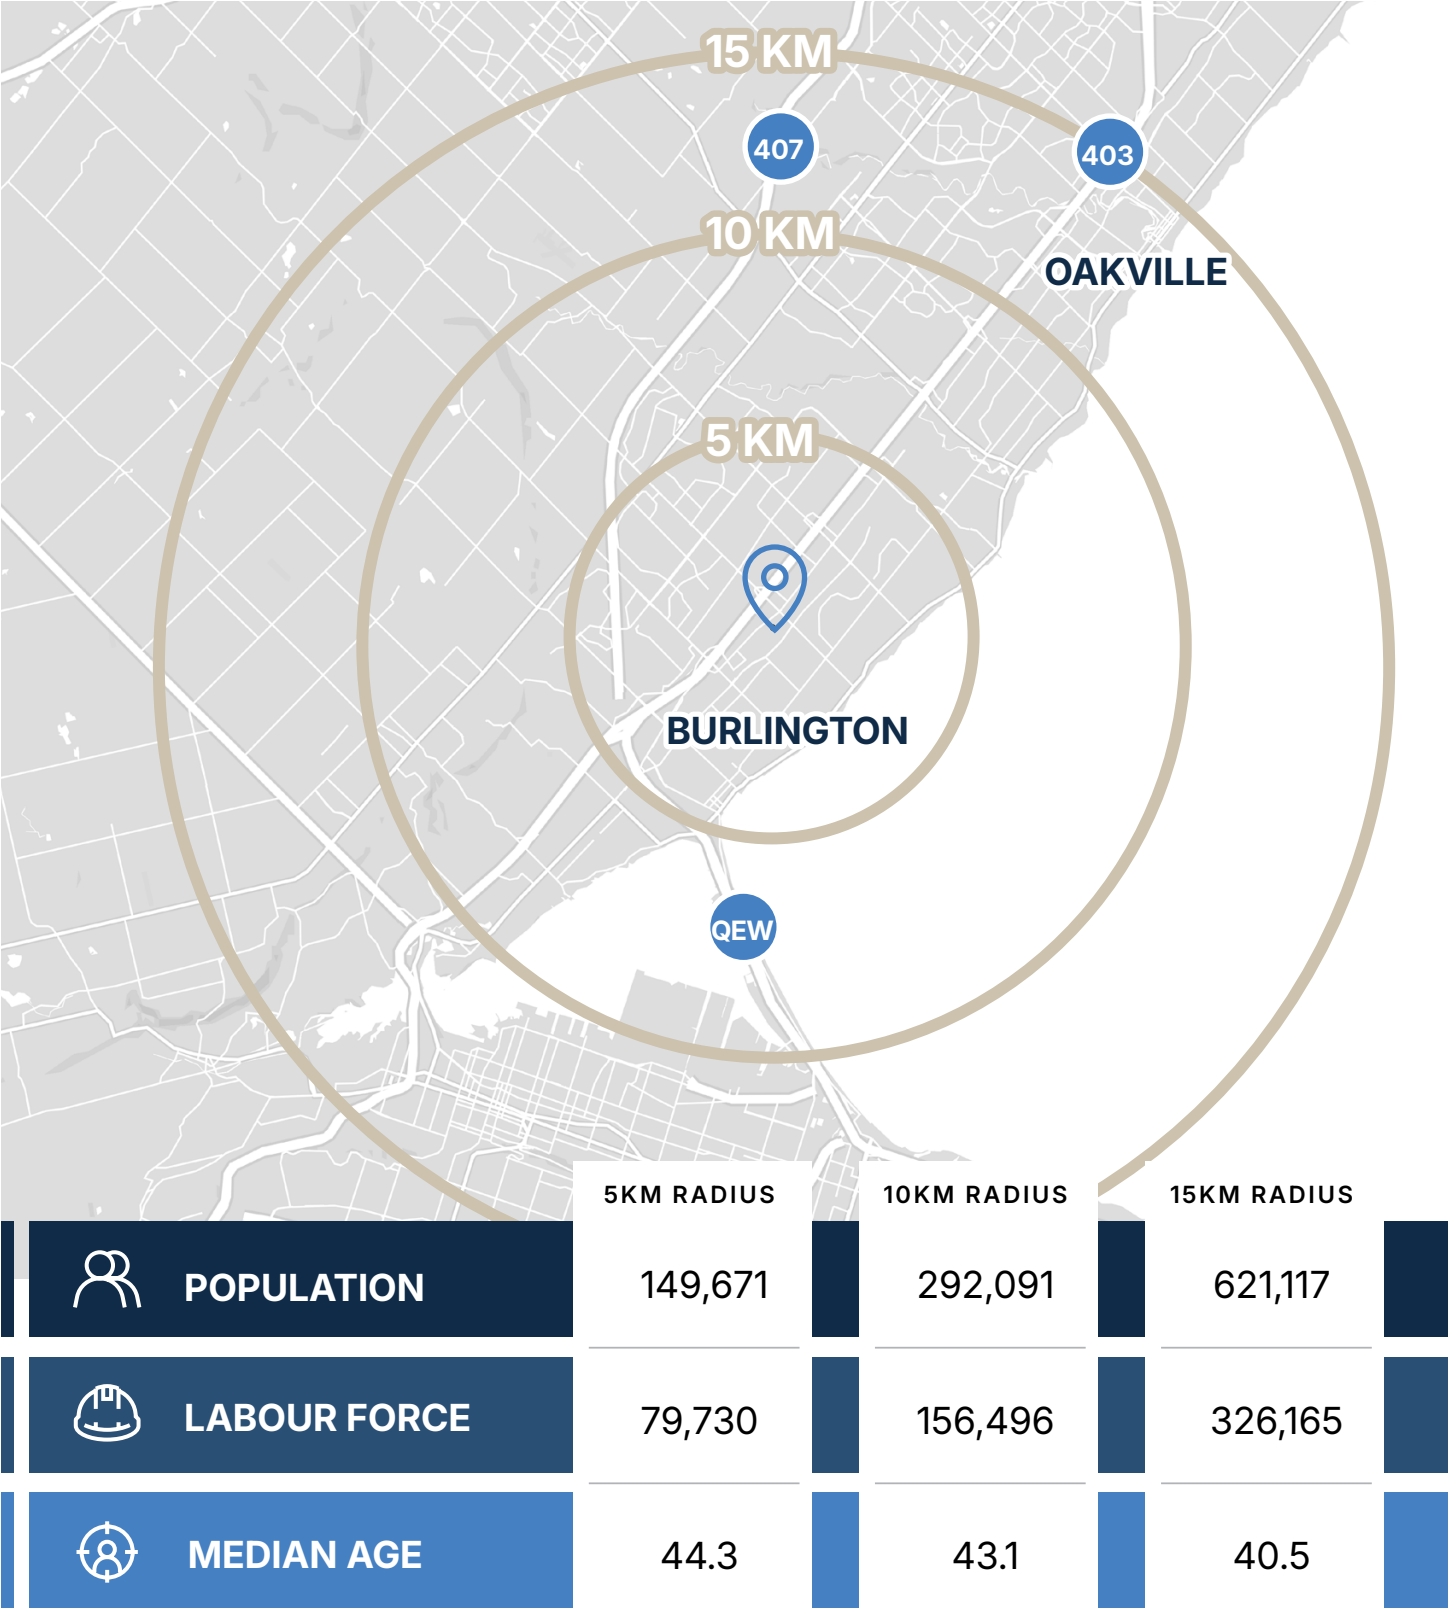 15 KM
407
403
10 KM
OAKVILLE
5 KM
BURLINGTON
QEW
5KM RADIUS 10KM RADIUS 15KM RADIUS
POPULATION 149,671 292,091 621,117
LABOUR FORCE 79,730 156,496 326,165
MEDIAN AGE 44.3 43.1 40.5